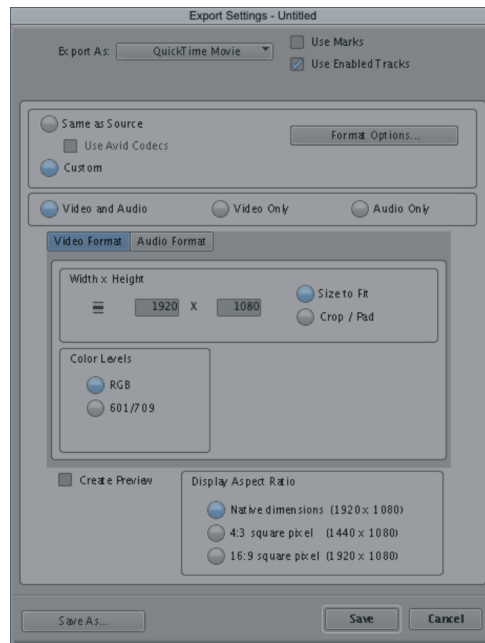 Export Settings - Untitled
Export As: QuickTime Movie
Use Marks
Use Enabled Tracks
Same as Source
Use Avid Codecs
Format Options...
Custom
Video and Audio Video Only Audio Only
Video Format Audio Format
Width x Height
1920 X 1080
Size to Fit
Crop / Pad
Color Levels
RGB
601/709
Create Preview
Display Aspect Ratio
Native dimensions (1920 x 1080)
4:3 square pixel (1440 x 1080)
16:9 square pixel (1920 x 1080)
Save As... Save Cancel